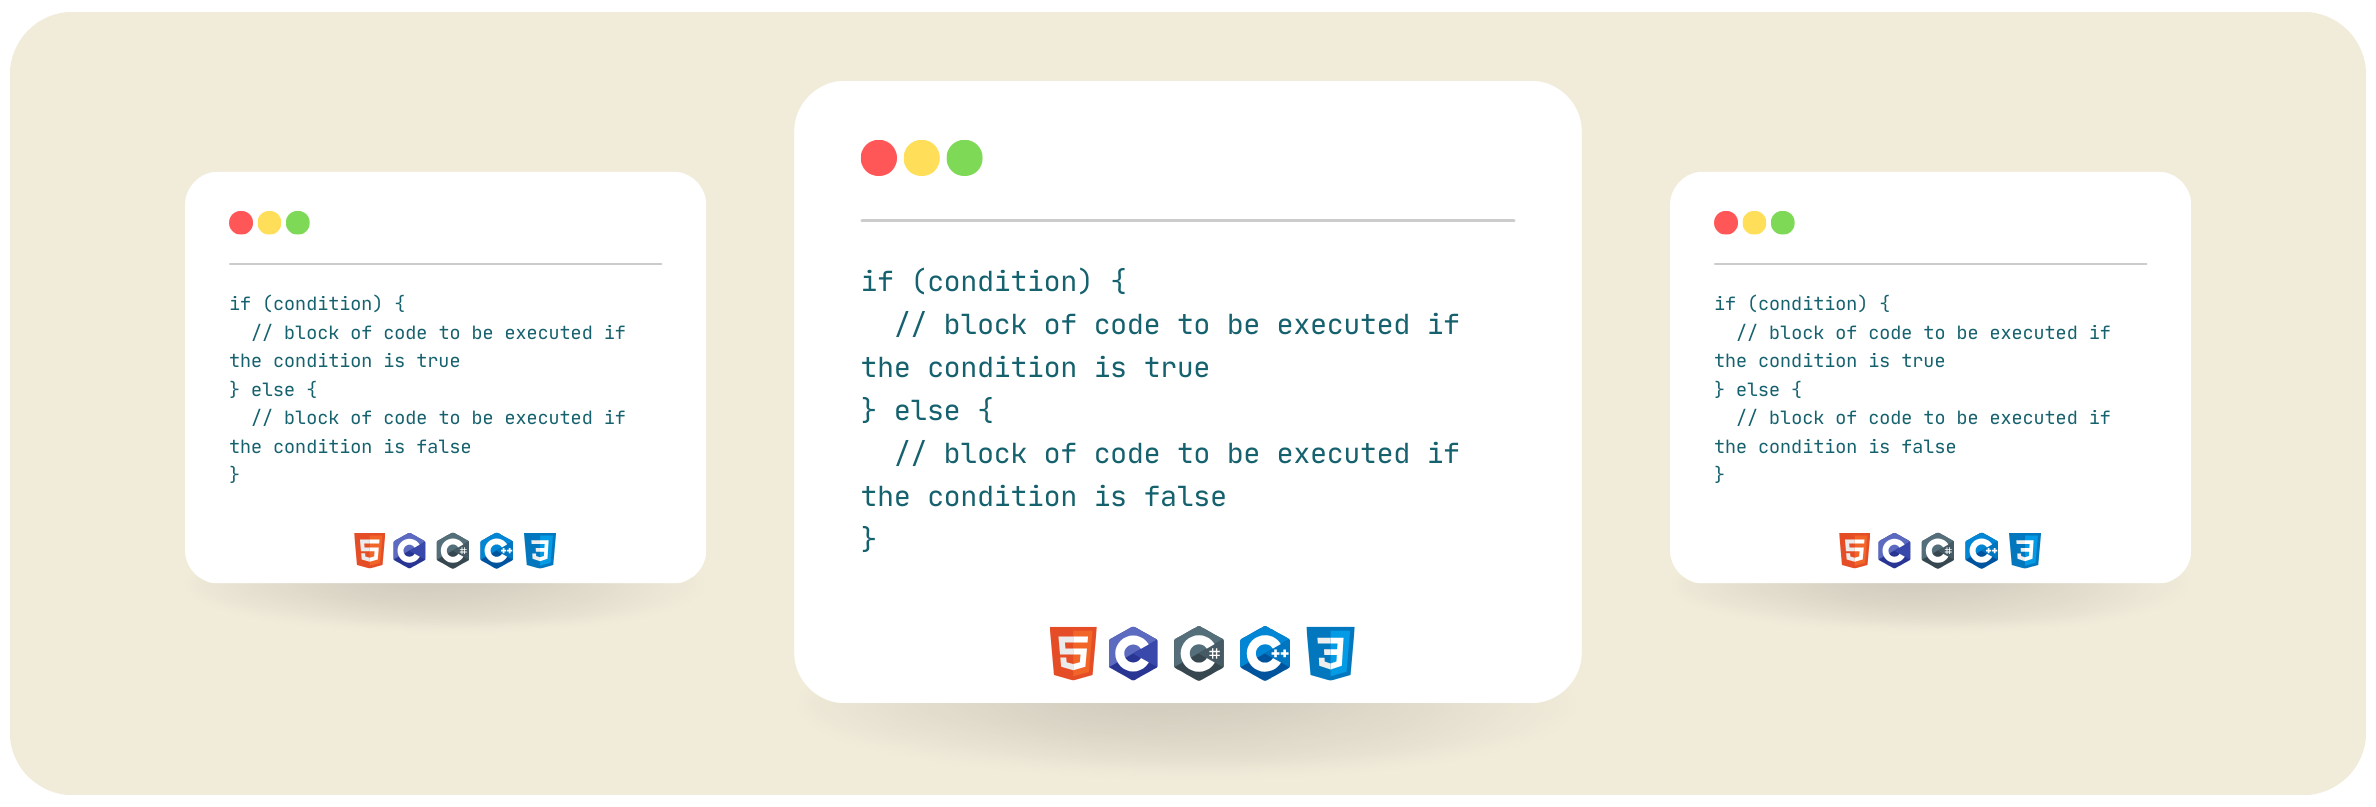 if (condition) {
  // block of code to be executed if
the condition is true
} else {
  // block of code to be executed if
the condition is false
}
5 C C# C++ 3
if (condition) {
  // block of code to be executed if
the condition is true
} else {
  // block of code to be executed if
the condition is false
}
5 C C# C++ 3
if (condition) {
  // block of code to be executed if
the condition is true
} else {
  // block of code to be executed if
the condition is false
}
5 C C# C++ 3